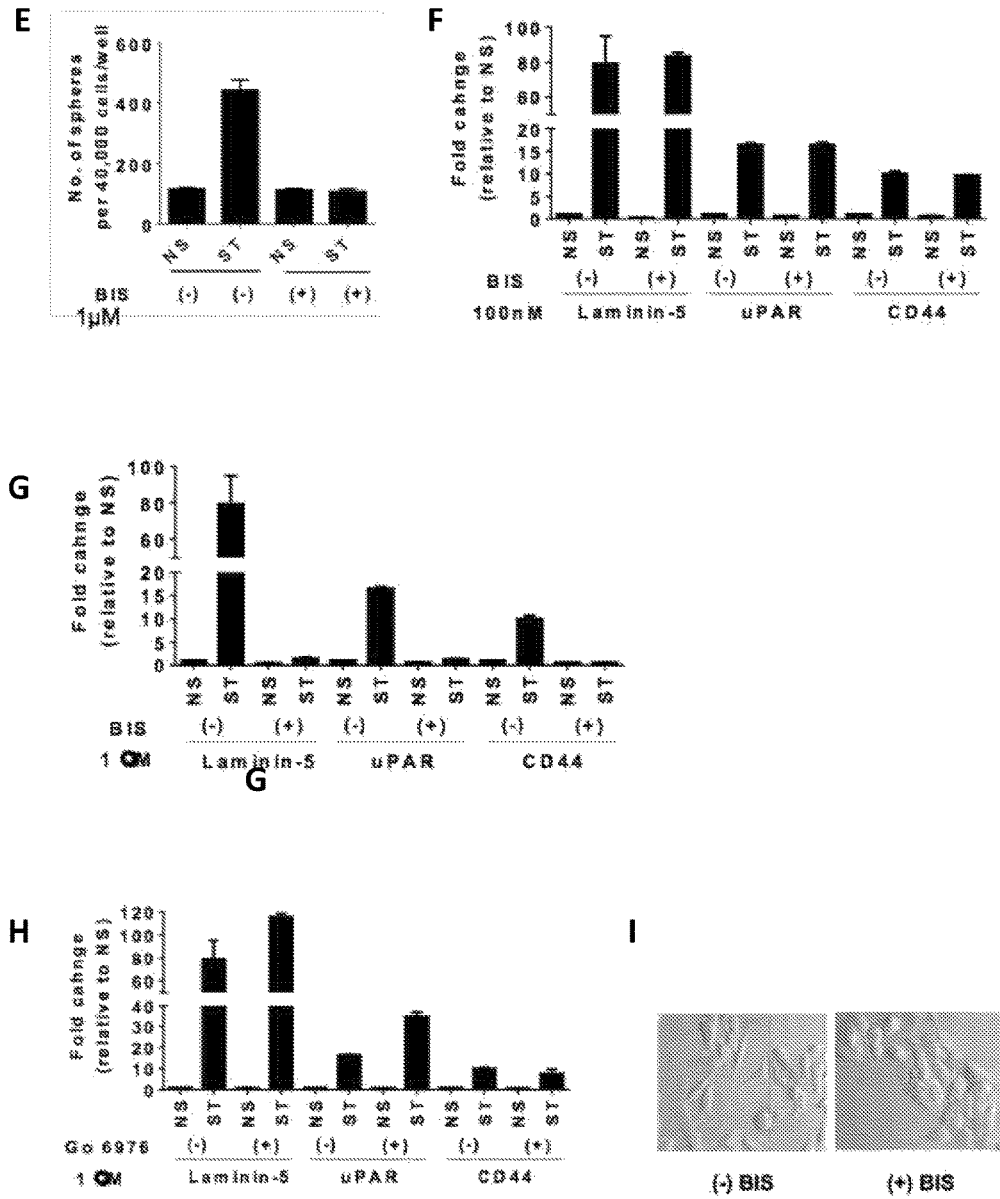 E
No. of spheres
per 40,000 cells/well
600
400
200
0
NS ST NS ST
BIS (-) (-) (+) (+)
1µM
F
Fold cahnge
(relative to NS)
100
80
60
20
15
10
5
0
NS ST NS ST NS ST NS ST NS ST NS ST
BIS (-) (+) (-) (+) (-) (+)
100nM Laminin-5 uPAR CD44
G
Fold cahnge
(relative to NS)
100
80
60
20
15
10
5
0
NS ST NS ST NS ST NS ST NS ST NS ST
BIS (-) (+) (-) (+) (-) (+)
1 M Laminin-5 uPAR CD44
G
H
Fold cahnge
(relative to NS)
120
100
80
60
40
30
20
10
0
NS ST NS ST NS ST NS ST NS ST NS ST
Go 6976 (-) (+) (-) (+) (-) (+)
1 M Laminin-5 uPAR CD44
I
(-) BIS (+) BIS